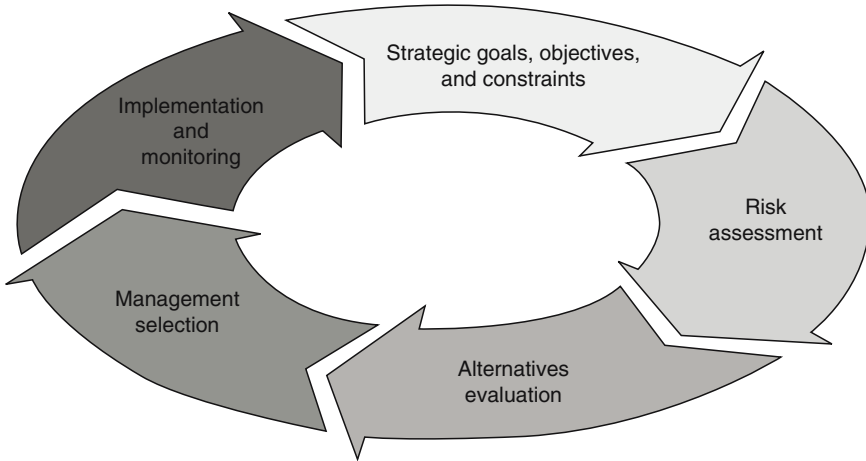 Strategic goals, objectives,
and constraints
Risk
assessment
Alternatives
evaluation
Management
selection
Implementation
and
monitoring